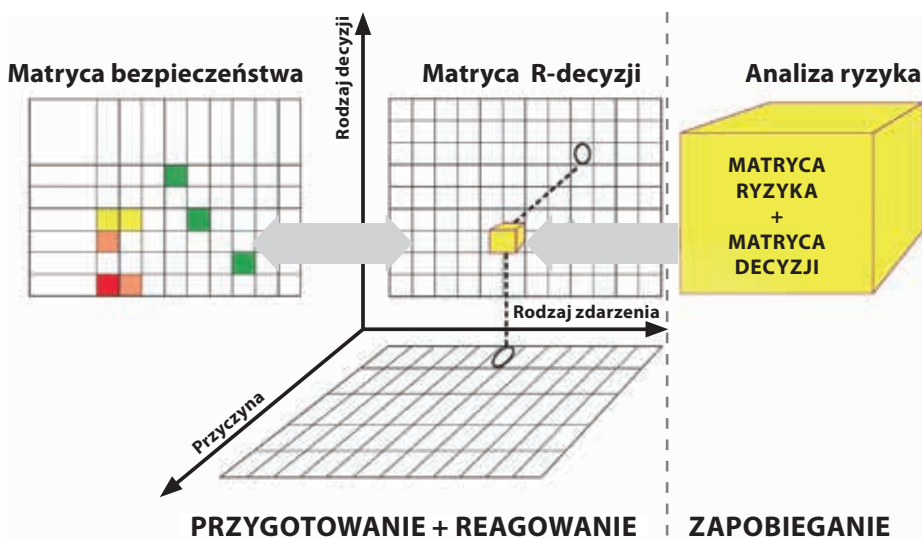 Matryca bezpieczeństwa
Rodzaj decyzji
Matryca R-decyzji
Analiza ryzyka
MATRYCA
RYZYKA
+
MATRYCA
DECYZJI
Rodzaj zdarzenia
Przyczyna
PRZYGOTOWANIE + REAGOWANIE
ZAPOBIEGANIE